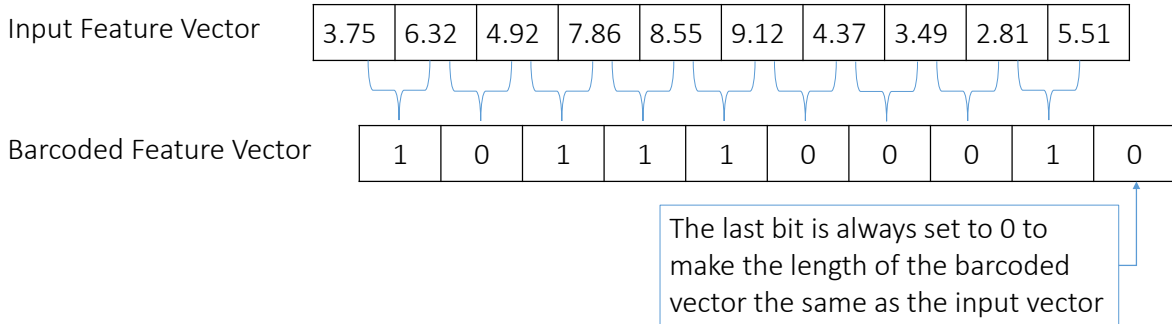 Input Feature Vector 3.75 6.32 4.92 7.86 8.55 9.12 4.37 3.49 2.81 5.51
Barcoded Feature Vector 1 0 1 1 1 0 0 0 1 0
The last bit is always set to 0 to
make the length of the barcoded
vector the same as the input vector